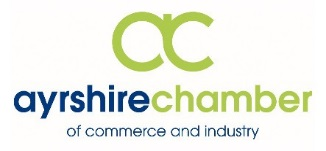 ac
ayrshirechamber
of commerce and industry